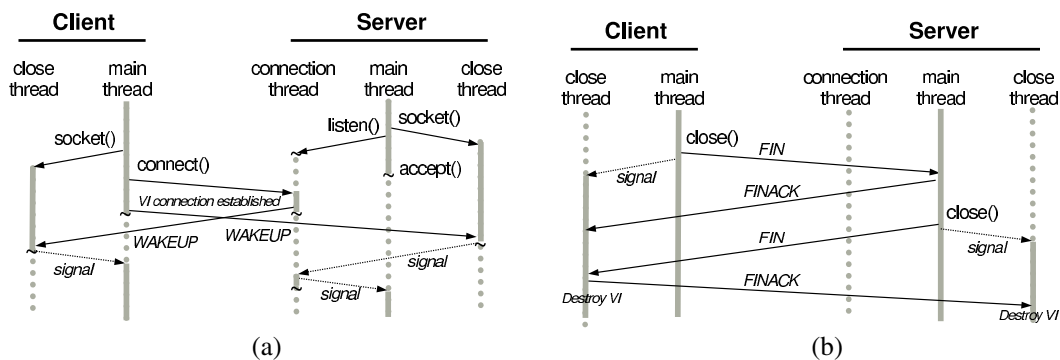 Client
Server
close
thread
main
thread
connection
thread
main
thread
close
thread
socket()
listen()
socket()
connect()
accept()
VI connection established
WAKEUP
WAKEUP
signal
signal
signal
(a)
Client
Server
close
thread
main
thread
connection
thread
main
thread
close
thread
close()
FIN
signal
FINACK
close()
FIN
signal
FINACK
Destroy VI
Destroy VI
(b)